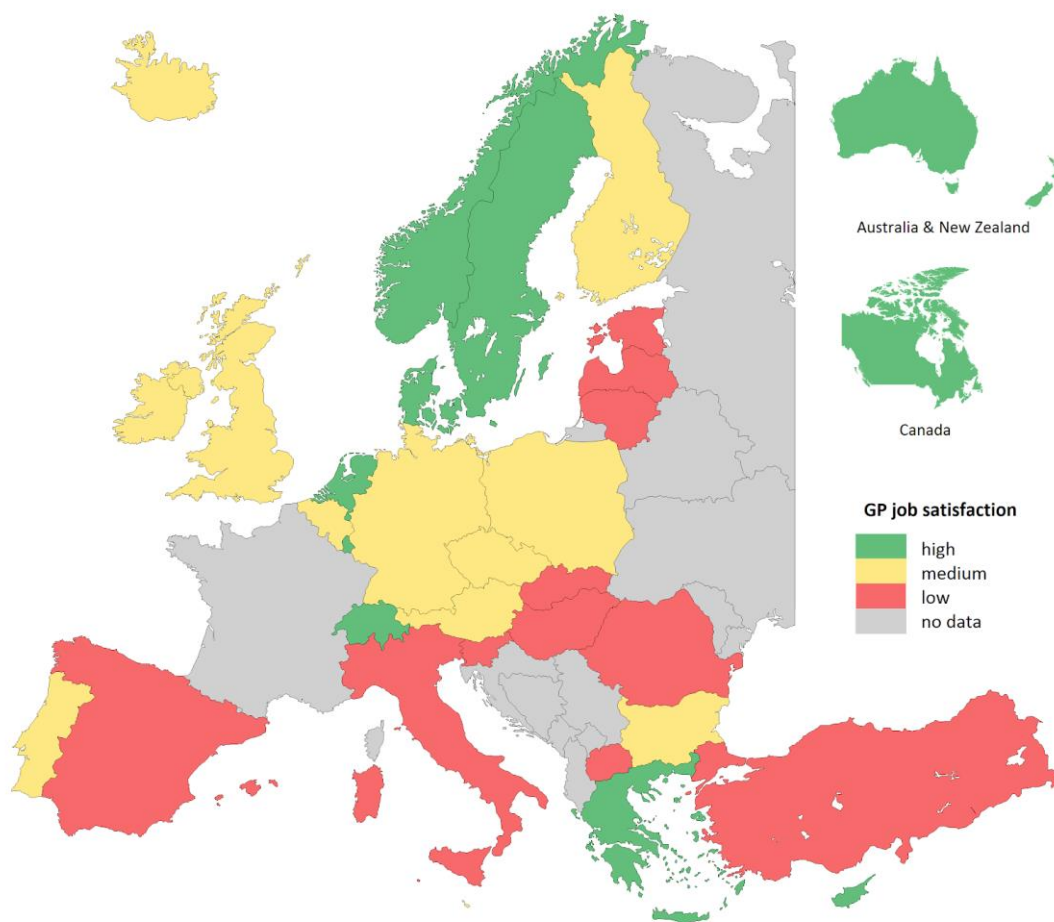 Australia & New Zealand
Canada
GP job satisfaction
high
medium
low
no data